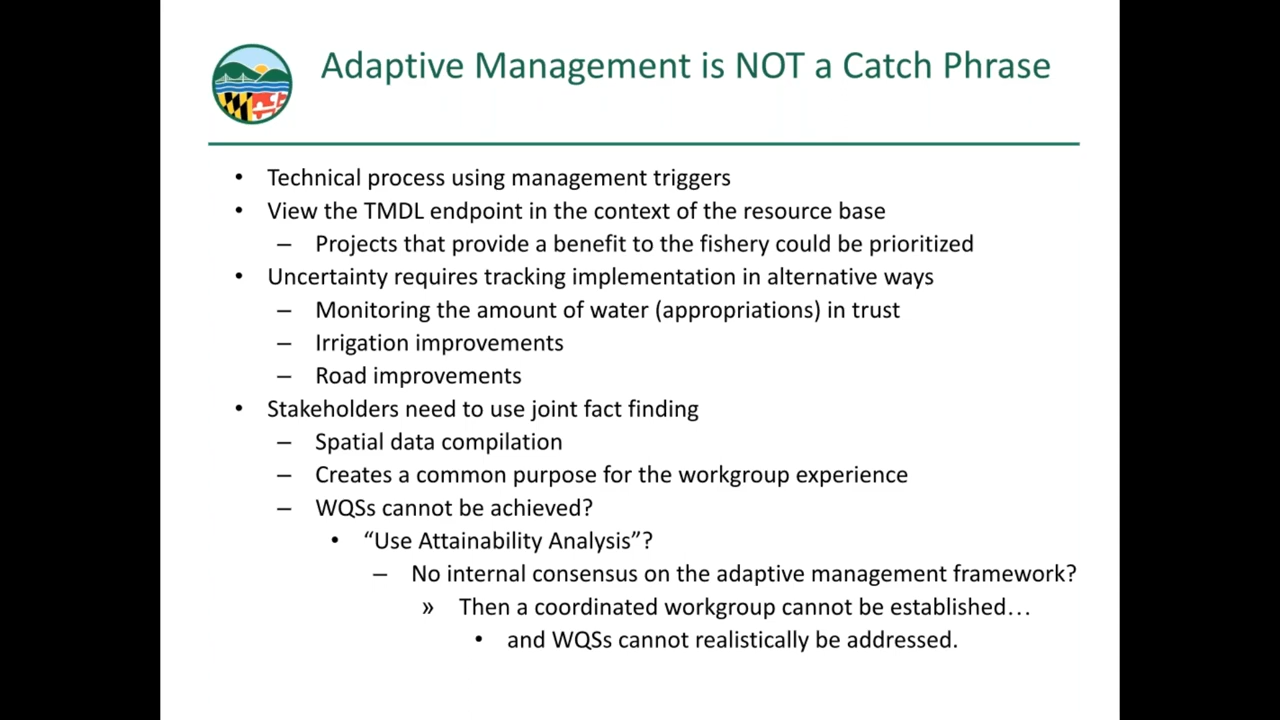 Adaptive Management is NOT a Catch Phrase
• Technical process using management triggers
• View the TMDL endpoint in the context of the resource base
– Projects that provide a benefit to the fishery could be prioritized
• Uncertainty requires tracking implementation in alternative ways
– Monitoring the amount of water (appropriations) in trust
– Irrigation improvements
– Road improvements
• Stakeholders need to use joint fact finding
– Spatial data compilation
– Creates a common purpose for the workgroup experience
– WQSs cannot be achieved?
• “Use Attainability Analysis”?
– No internal consensus on the adaptive management framework?
» Then a coordinated workgroup cannot be established…
• and WQSs cannot realistically be addressed.